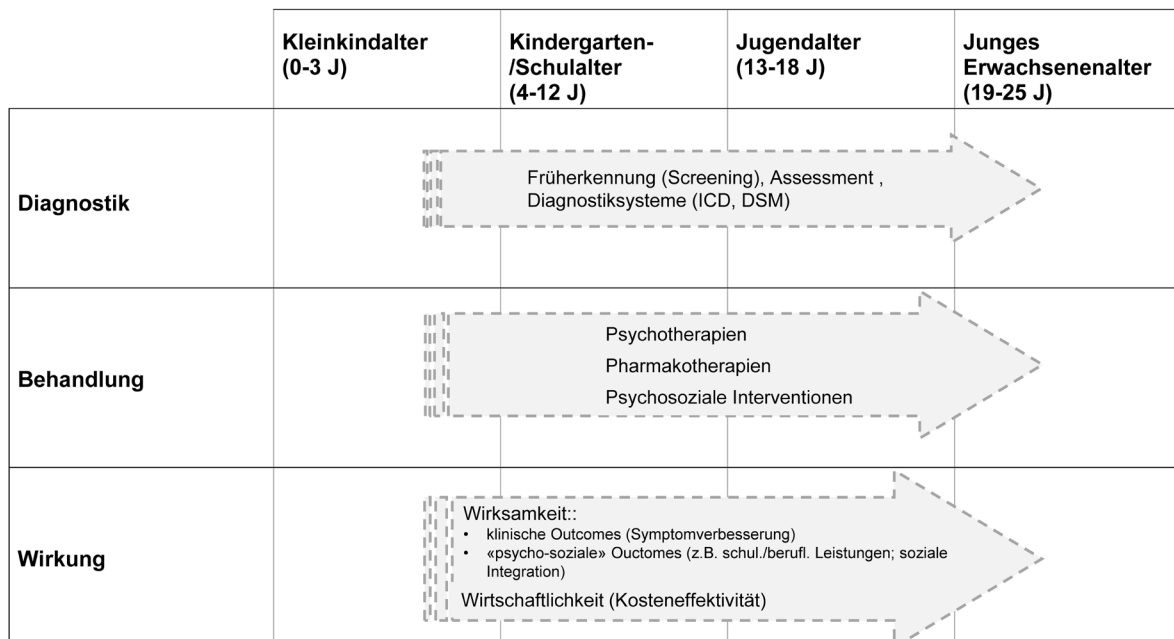 Kleinkindalter
(0-3 J)
Kindergarten-
/Schulalter
(4-12 J)
Jugendalter
(13-18 J)
Junges
Erwachsenenalter
(19-25 J)
Diagnostik
Früherkennung (Screening), Assessment ,
Diagnostiksysteme (ICD, DSM)
Behandlung
Psychotherapien
Pharmakotherapien
Psychosoziale Interventionen
Wirkung
Wirksamkeit::
• klinische Outcomes (Symptomverbesserung)
• «psycho-soziale» Ouctomes (z.B. schul./berufl. Leistungen; soziale
Integration)
Wirtschaftlichkeit (Kosteneffektivität)